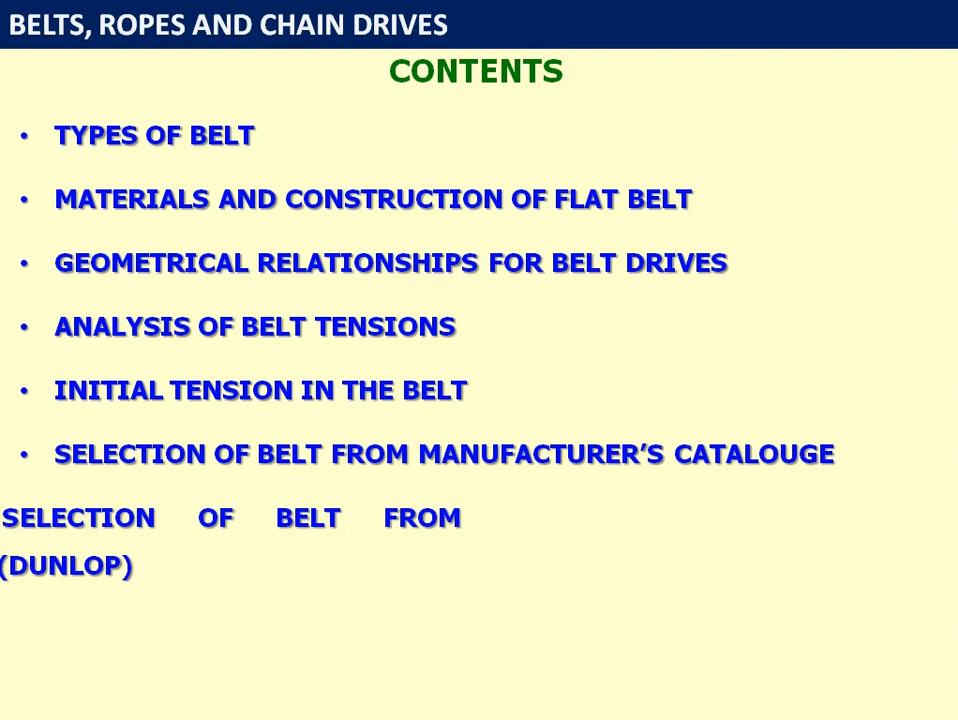 BELTS, ROPES AND CHAIN DRIVES
CONTENTS
• TYPES OF BELT
• MATERIALS AND CONSTRUCTION OF FLAT BELT
• GEOMETRICAL RELATIONSHIPS FOR BELT DRIVES
• ANALYSIS OF BELT TENSIONS
• INITIAL TENSION IN THE BELT
• SELECTION OF BELT FROM MANUFACTURER’S CATALOUGE
SELECTION OF BELT FROM
(DUNLOP)